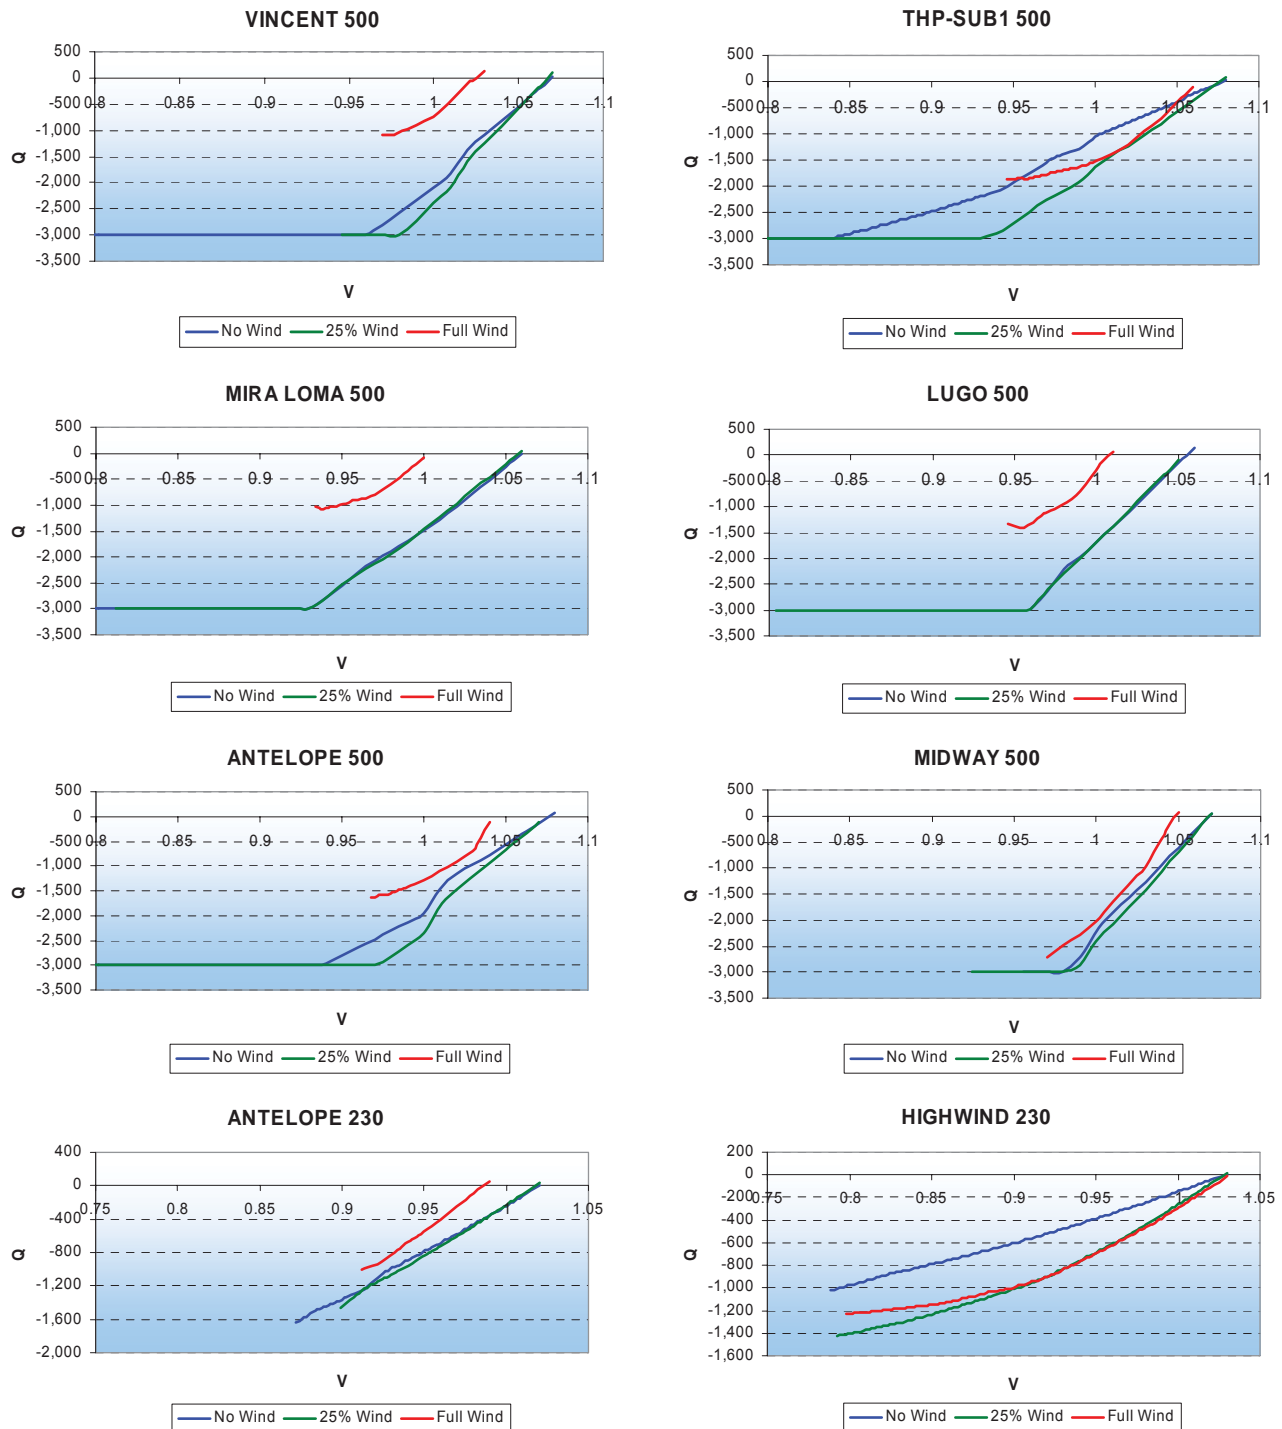 VINCENT 500
500
0
-500
-1,000
-1,500
-2,000
-2,500
-3,000
-3,500
0.8 0.85 0.9 0.95 1 1.05 1.1
Q
V
No Wind 25% Wind Full Wind
THP-SUB1 500
500
0
-500
-1,000
-1,500
-2,000
-2,500
-3,000
-3,500
0.8 0.85 0.9 0.95 1 1.05 1.1
Q
V
No Wind 25% Wind Full Wind
MIRA LOMA 500
500
0
-500
-1,000
-1,500
-2,000
-2,500
-3,000
-3,500
0.8 0.85 0.9 0.95 1 1.05 1.1
Q
V
No Wind 25% Wind Full Wind
LUGO 500
500
0
-500
-1,000
-1,500
-2,000
-2,500
-3,000
-3,500
0.8 0.85 0.9 0.95 1 1.05 1.1
Q
V
No Wind 25% Wind Full Wind
ANTELOPE 500
500
0
-500
-1,000
-1,500
-2,000
-2,500
-3,000
-3,500
0.8 0.85 0.9 0.95 1 1.05 1.1
Q
V
No Wind 25% Wind Full Wind
MIDWAY 500
500
0
-500
-1,000
-1,500
-2,000
-2,500
-3,000
-3,500
0.8 0.85 0.9 0.95 1 1.05 1.1
Q
V
No Wind 25% Wind Full Wind
ANTELOPE 230
400
0
-400
-800
-1,200
-1,600
-2,000
0.75 0.8 0.85 0.9 0.95 1 1.05
Q
V
No Wind 25% Wind Full Wind
HIGHWIND 230
200
0
-200
-400
-600
-800
-1,000
-1,200
-1,400
-1,600
0.75 0.8 0.85 0.9 0.95 1 1.05
Q
V
No Wind 25% Wind Full Wind